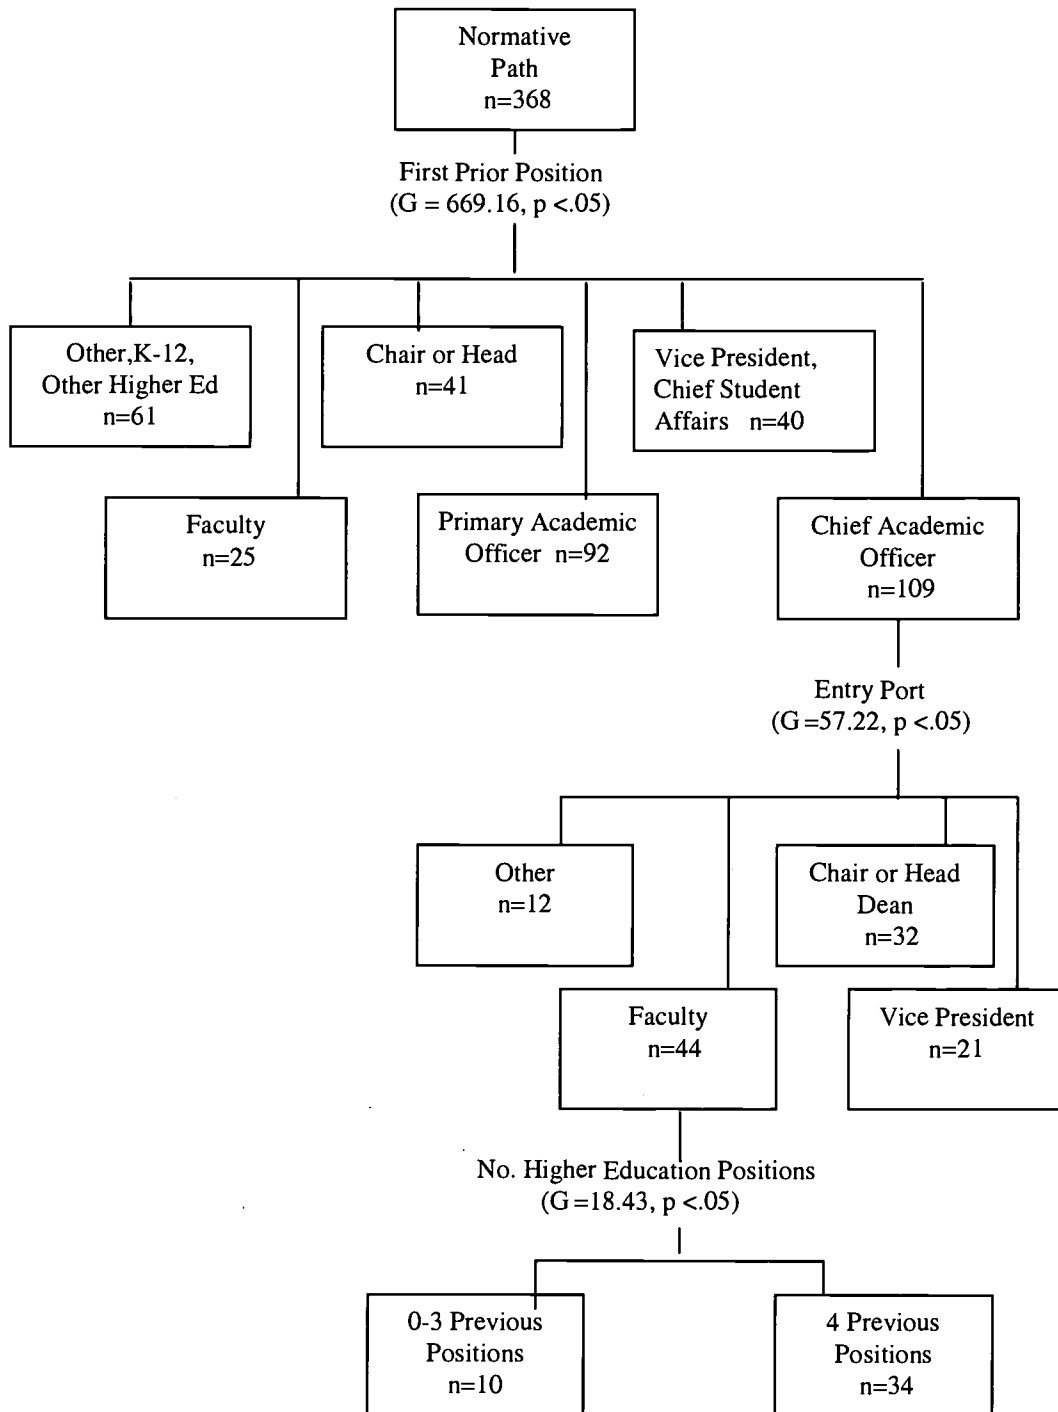 Normative
Path
n=368
First Prior Position
(G = 669.16, p <.05)
Other,K-12,
Other Higher Ed
n=61
Chair or Head
n=41
Vice President,
Chief Student
Affairs n=40
Faculty
n=25
Primary Academic
Officer n=92
Chief Academic
Officer
n=109
Entry Port
(G =57.22, p <.05)
Other
n=12
Chair or Head
Dean
n=32
Faculty
n=44
Vice President
n=21
No. Higher Education Positions
(G =18.43, p <.05)
0-3 Previous
Positions
n=10
4 Previous
Positions
n=34